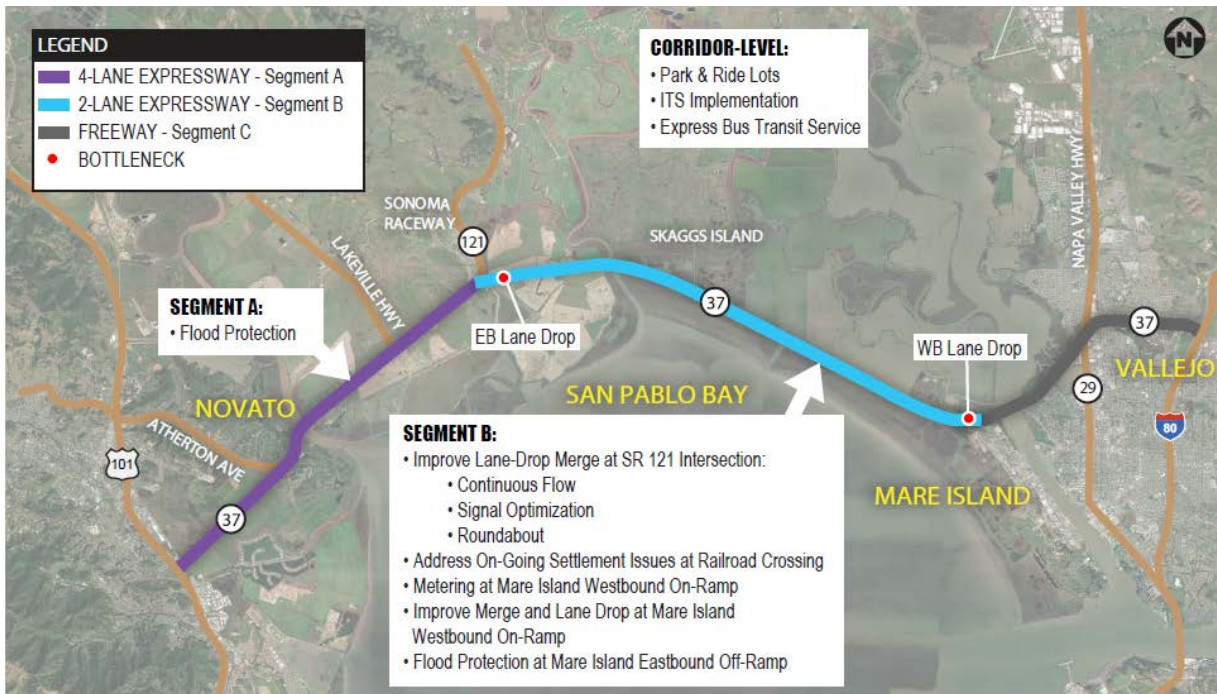 LEGEND
4-LANE EXPRESSWAY - Segment A
2-LANE EXPRESSWAY - Segment B
FREEWAY - Segment C
BOTTLENECK
CORRIDOR-LEVEL:
• Park & Ride Lots
• ITS Implementation
• Express Bus Transit Service
N
SONOMA
RACEWAY
121
LAKEVILLE HWY
SKAGGS ISLAND
NAPA VALLEY HWY
SEGMENT A:
• Flood Protection
EB Lane Drop
37
WB Lane Drop
37
VALLEJO
29
80
NOVATO
ATHERTON AVE
101
37
SAN PABLO BAY
MARE ISLAND
SEGMENT B:
• Improve Lane-Drop Merge at SR 121 Intersection:
• Continuous Flow
• Signal Optimization
• Roundabout
• Address On-Going Settlement Issues at Railroad Crossing
• Metering at Mare Island Westbound On-Ramp
• Improve Merge and Lane Drop at Mare Island
Westbound On-Ramp
• Flood Protection at Mare Island Eastbound Off-Ramp